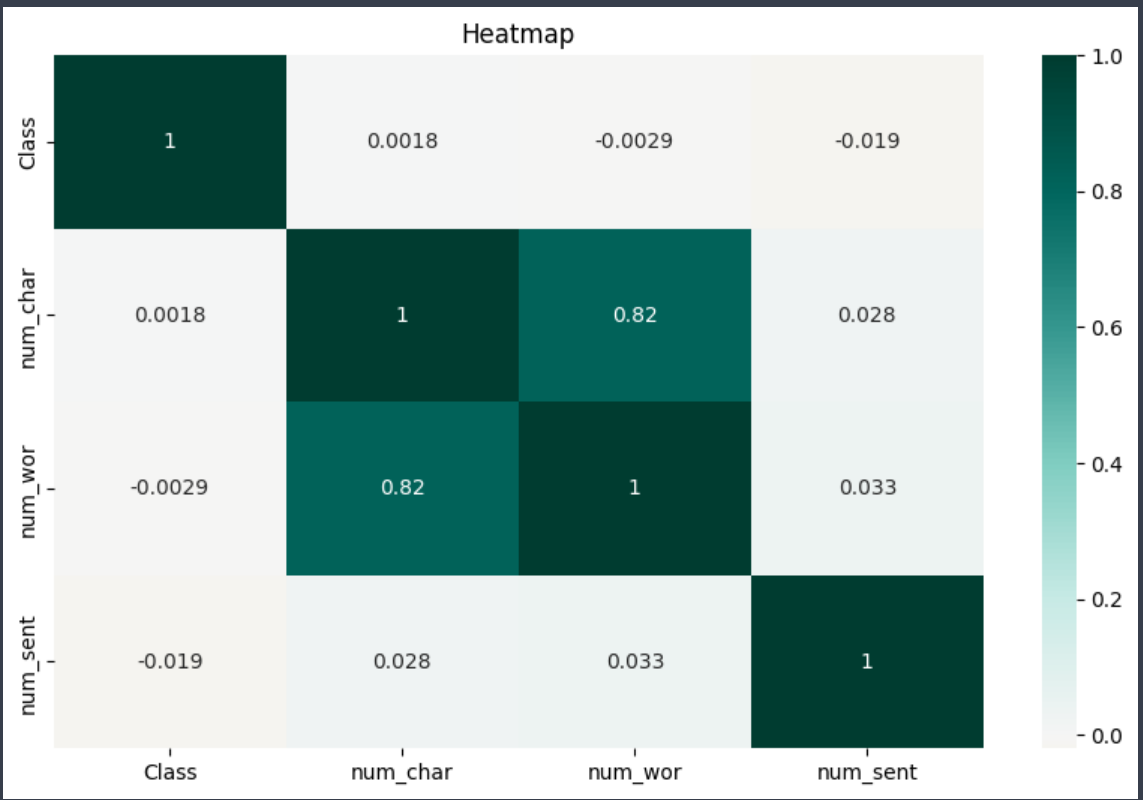 Heatmap
Class 1 0.0018 -0.0029 -0.019
num_char 0.0018 1 0.82 0.028
num_wor -0.0029 0.82 1 0.033
num_sent -0.019 0.028 0.033 1
Class num_char num_wor num_sent
1.0
0.8
0.6
0.4
0.2
0.0